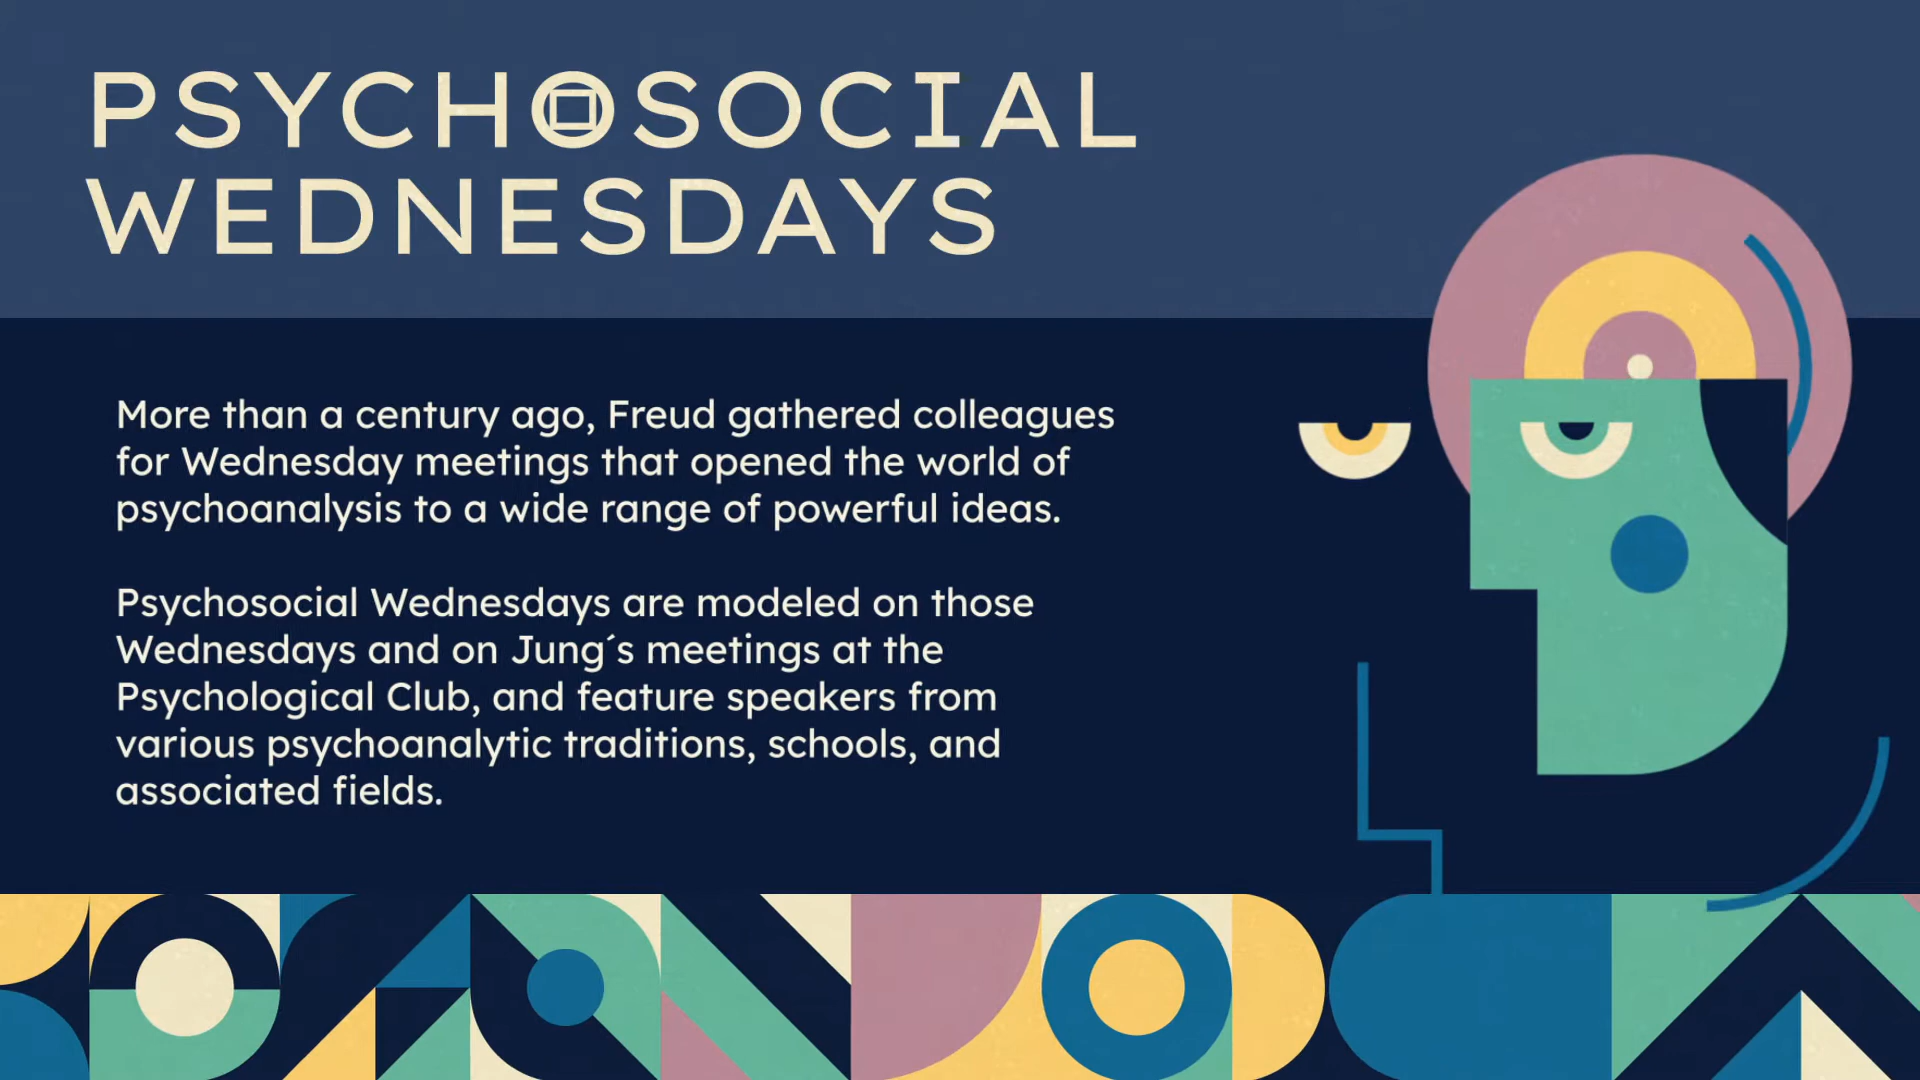 PSYCHOSOCIAL
WEDNESDAYS
More than a century ago, Freud gathered colleagues
for Wednesday meetings that opened the world of
psychoanalysis to a wide range of powerful ideas.
Psychosocial Wednesdays are modeled on those
Wednesdays and on Jung´s meetings at the
Psychological Club, and feature speakers from
various psychoanalytic traditions, schools, and
associated fields.